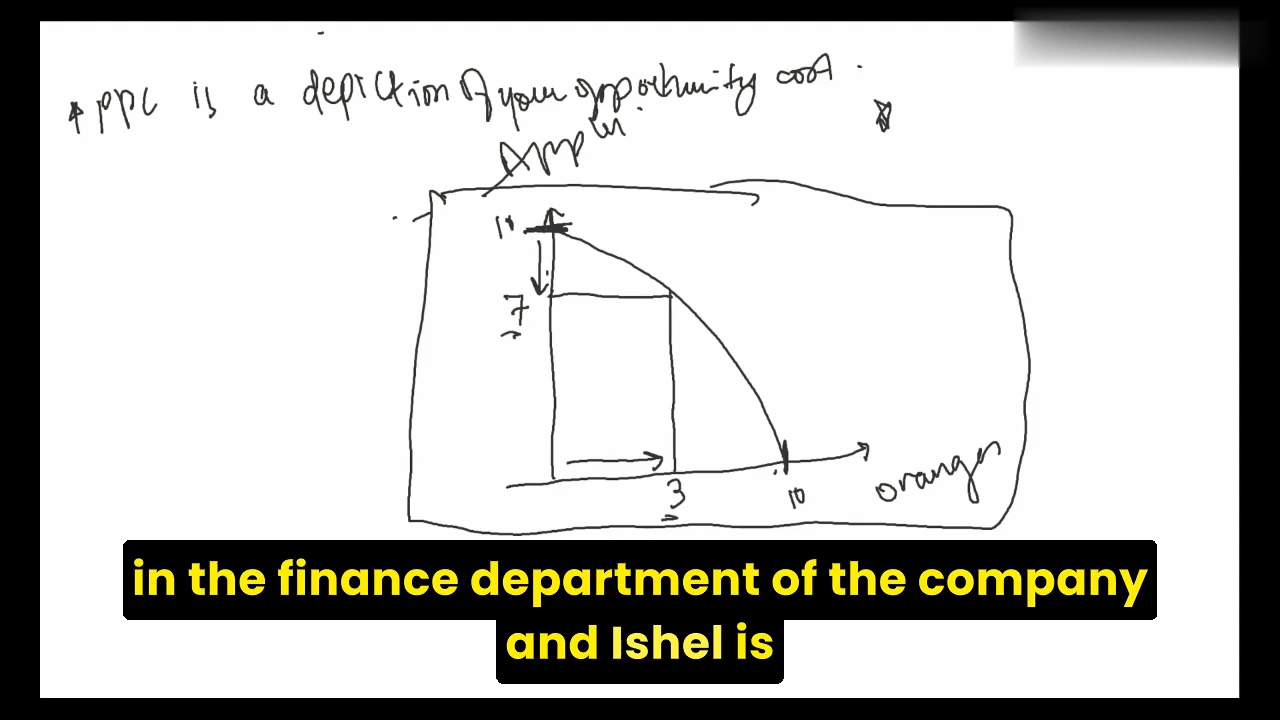 PPC is a depiction of your opportunity cost.
Apples
10
7
3
10
oranges
in the finance department of the company
and Ishel is